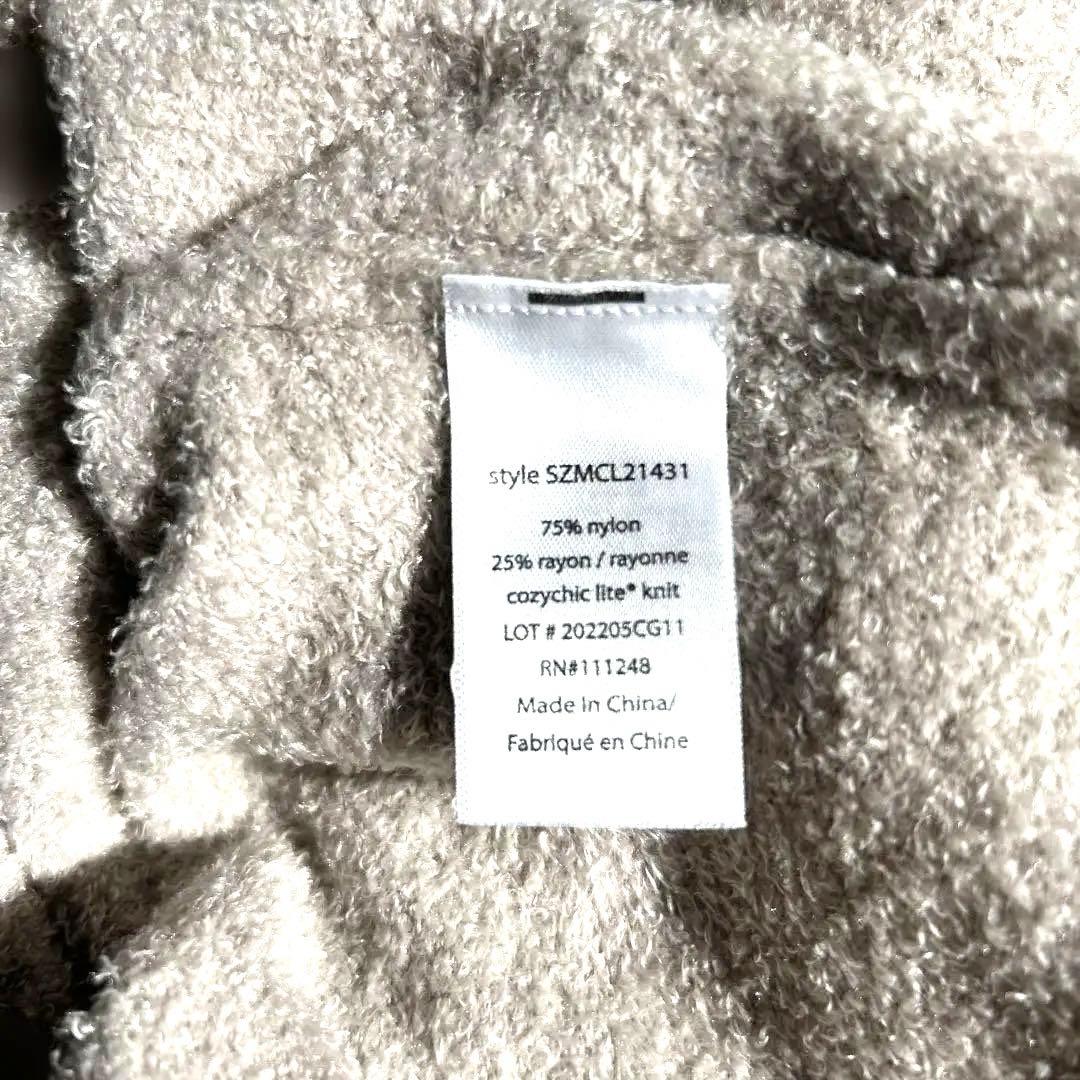 style SZMCL21431
75% nylon
25% rayon / rayonne
cozychic lite® knit
LOT # 202205CG11
RN#111248
Made In China/
Fabriqué en Chine